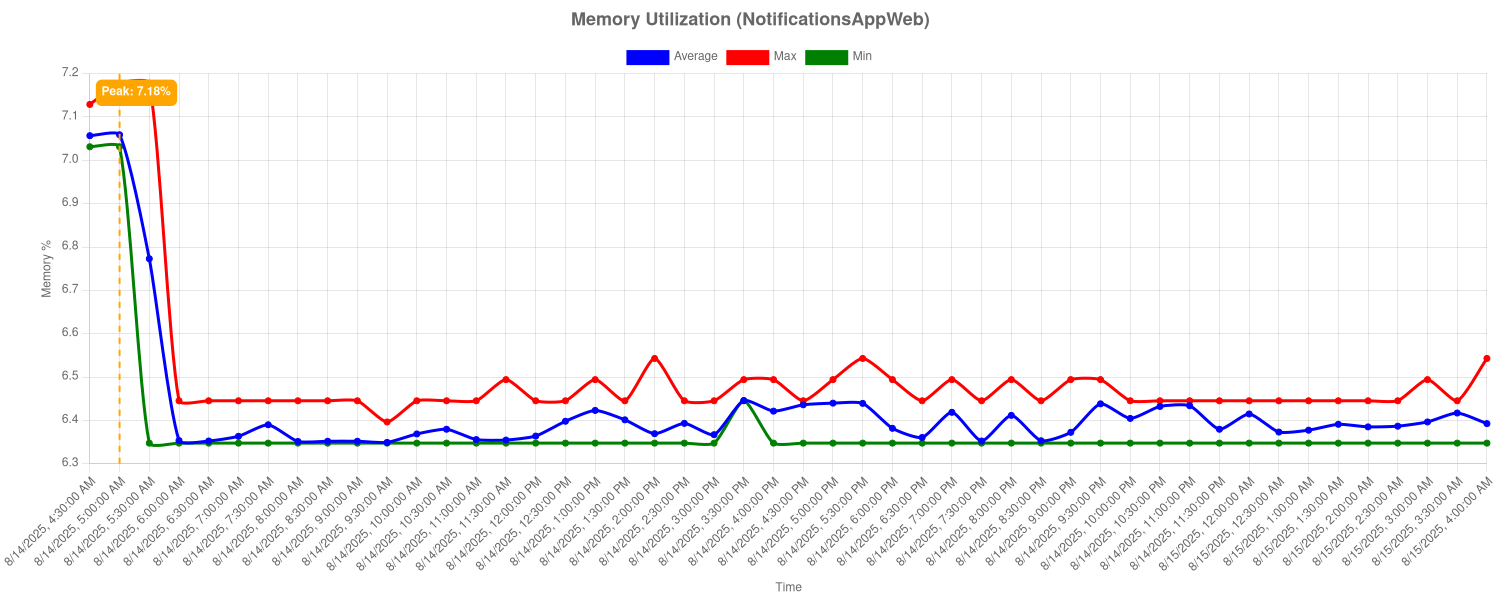 Memory Utilization (NotificationsAppWeb)
Average Max Min
Peak: 7.18%
7.2
7.1
7.0
6.9
6.8
6.7
6.6
6.5
6.4
6.3
Memory %
8/14/2025, 4:30:00 AM
8/14/2025, 5:00:00 AM
8/14/2025, 5:30:00 AM
8/14/2025, 6:00:00 AM
8/14/2025, 6:30:00 AM
8/14/2025, 7:00:00 AM
8/14/2025, 7:30:00 AM
8/14/2025, 8:00:00 AM
8/14/2025, 8:30:00 AM
8/14/2025, 9:00:00 AM
8/14/2025, 9:30:00 AM
8/14/2025, 10:00:00 AM
8/14/2025, 10:30:00 AM
8/14/2025, 11:00:00 AM
8/14/2025, 11:30:00 AM
8/14/2025, 12:00:00 PM
8/14/2025, 12:30:00 PM
8/14/2025, 1:00:00 PM
8/14/2025, 1:30:00 PM
8/14/2025, 2:00:00 PM
8/14/2025, 2:30:00 PM
8/14/2025, 3:00:00 PM
8/14/2025, 3:30:00 PM
8/14/2025, 4:00:00 PM
8/14/2025, 4:30:00 PM
8/14/2025, 5:00:00 PM
8/14/2025, 5:30:00 PM
8/14/2025, 6:00:00 PM
8/14/2025, 6:30:00 PM
8/14/2025, 7:00:00 PM
8/14/2025, 7:30:00 PM
8/14/2025, 8:00:00 PM
8/14/2025, 8:30:00 PM
8/14/2025, 9:00:00 PM
8/14/2025, 9:30:00 PM
8/14/2025, 10:00:00 PM
8/14/2025, 10:30:00 PM
8/14/2025, 11:00:00 PM
8/14/2025, 11:30:00 PM
8/15/2025, 12:00:00 AM
8/15/2025, 12:30:00 AM
8/15/2025, 1:00:00 AM
8/15/2025, 1:30:00 AM
8/15/2025, 2:00:00 AM
8/15/2025, 2:30:00 AM
8/15/2025, 3:00:00 AM
8/15/2025, 3:30:00 AM
8/15/2025, 4:00:00 AM
Time